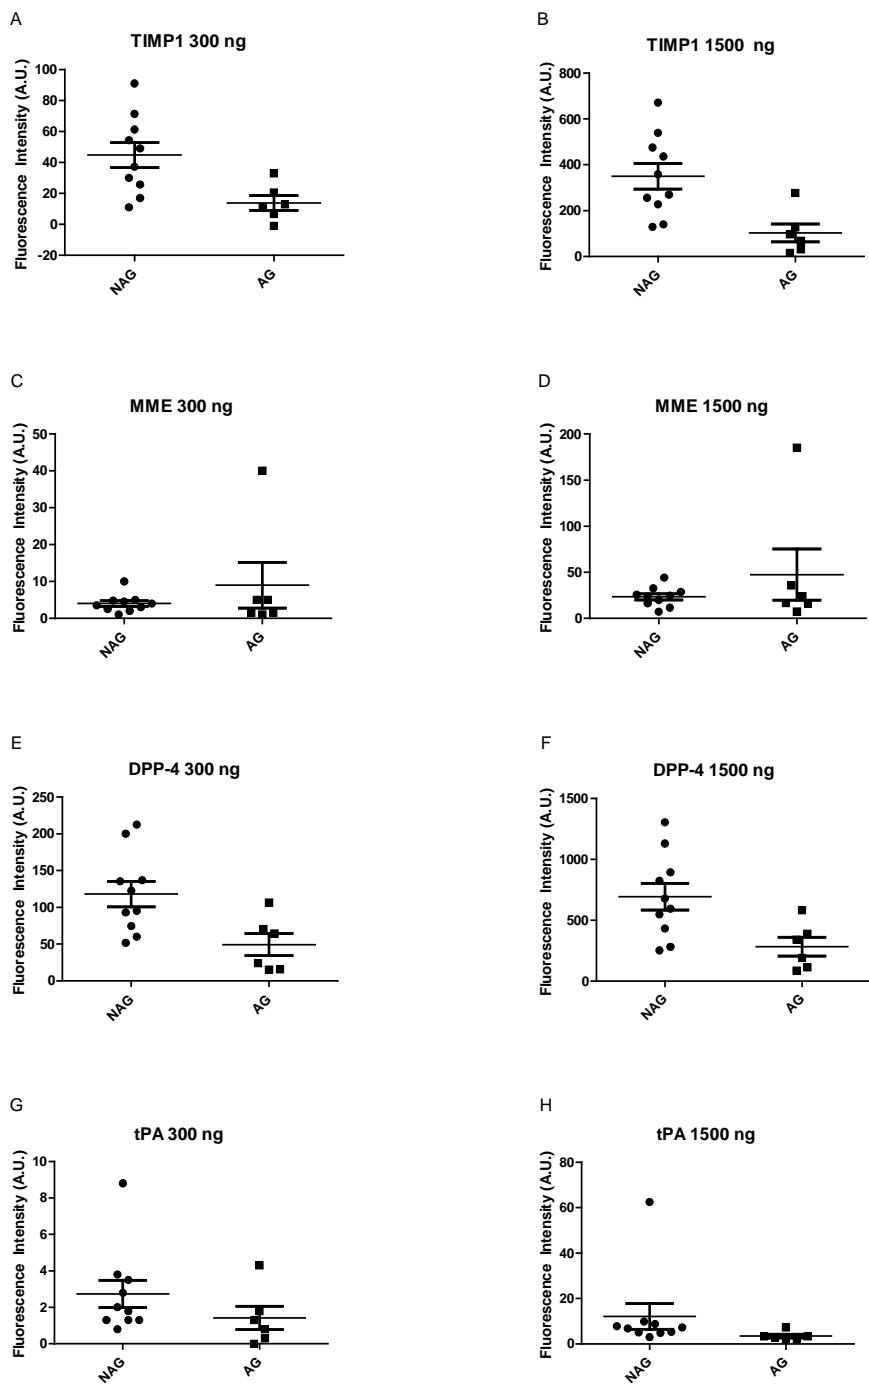 A
TIMP1 300 ng
Fluorescence Intensity (A.U.)
100
80
60
40
20
0
-20
NAG
AG
B
TIMP1 1500 ng
Fluorescence Intensity (A.U.)
800
600
400
200
0
NAG
AG
C
MME 300 ng
Fluorescence Intensity (A.U.)
50
40
30
20
10
0
NAG
AG
D
MME 1500 ng
Fluorescence Intensity (A.U.)
200
150
100
50
0
NAG
AG
E
DPP-4 300 ng
Fluorescence Intensity (A.U.)
250
200
150
100
50
0
NAG
AG
F
DPP-4 1500 ng
Fluorescence Intensity (A.U.)
1500
1000
500
0
NAG
AG
G
tPA 300 ng
Fluorescence Intensity (A.U.)
10
8
6
4
2
0
NAG
AG
H
tPA 1500 ng
Fluorescence Intensity (A.U.)
80
60
40
20
0
NAG
AG